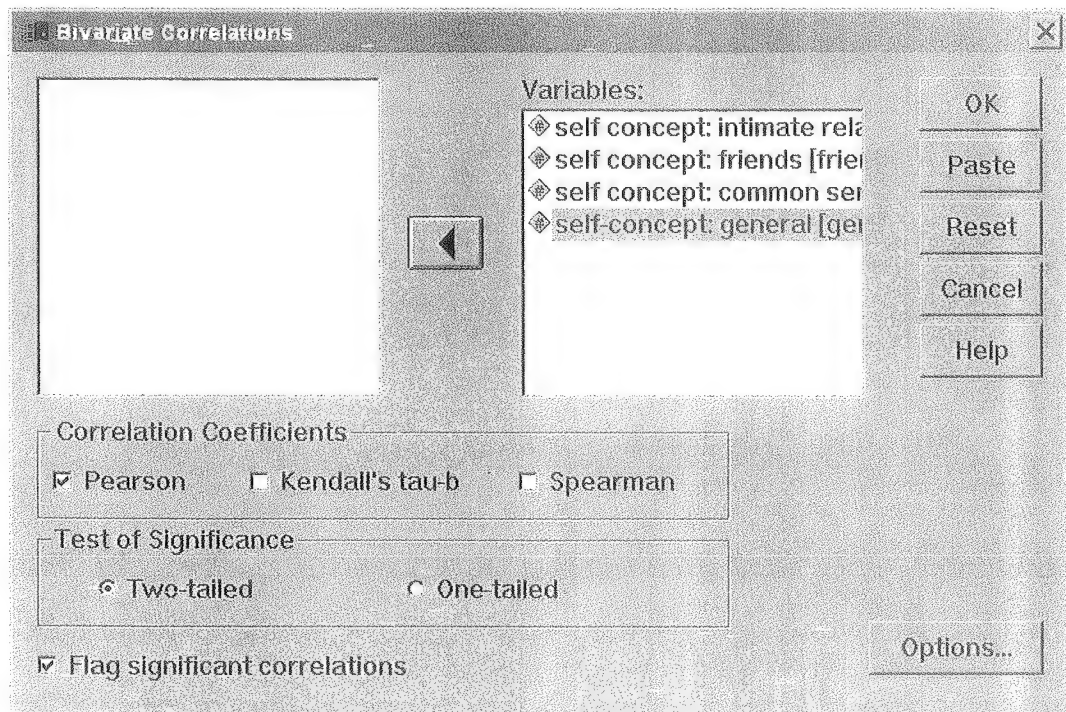 Bivariate Correlations
Variables:
self concept: intimate rela
self concept: friends [frie
self concept: common ser
self-concept: general [ger
OK
Paste
Reset
Cancel
Help
Correlation Coefficients
Pearson Kendall's tau-b Spearman
Test of Significance
Two-tailed One-tailed
Flag significant correlations
Options...